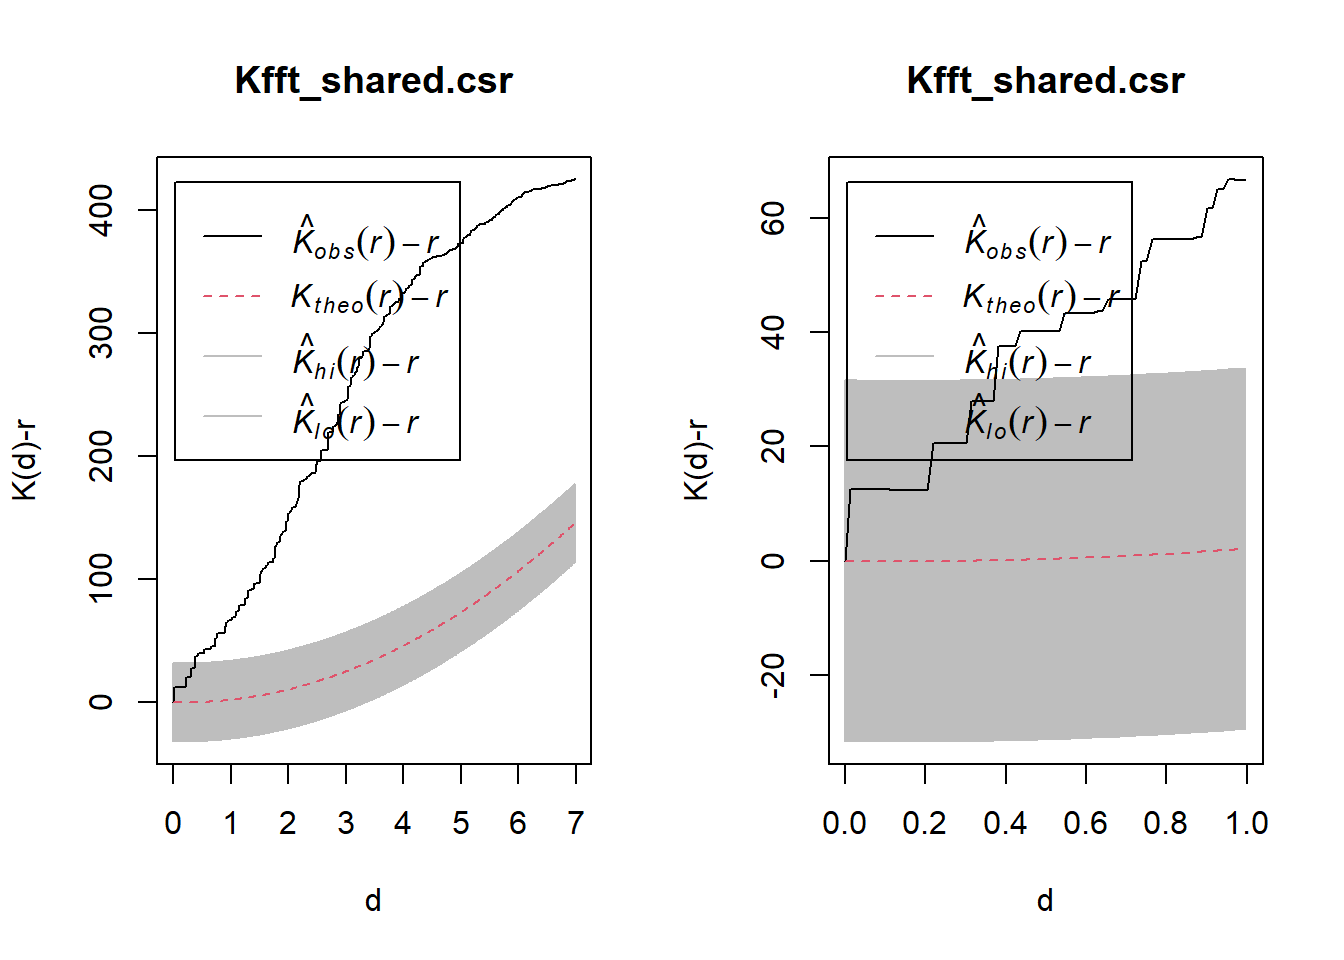 Kfft_shared.csr
K(d)-r
400
300
200
100
0
K̂obs(r) − r
Ktheo(r) − r
K̂hi(r) − r
K̂lo(r) − r
0 1 2 3 4 5 6 7
d
Kfft_shared.csr
K(d)-r
60
40
20
0
-20
K̂obs(r) − r
Ktheo(r) − r
K̂hi(r) − r
K̂lo(r) − r
0.0 0.2 0.4 0.6 0.8 1.0
d